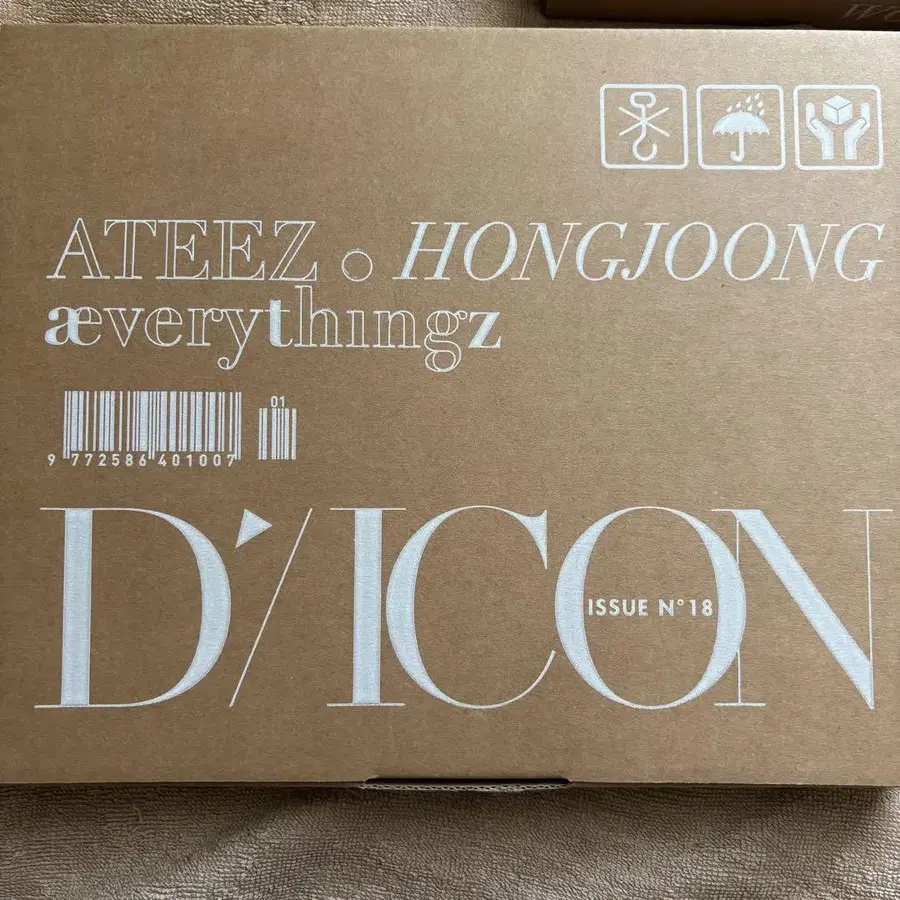 ATEEZ HONGJOONG
æverythingz
01
9 772586 401007
D'/ICON
ISSUE N°18